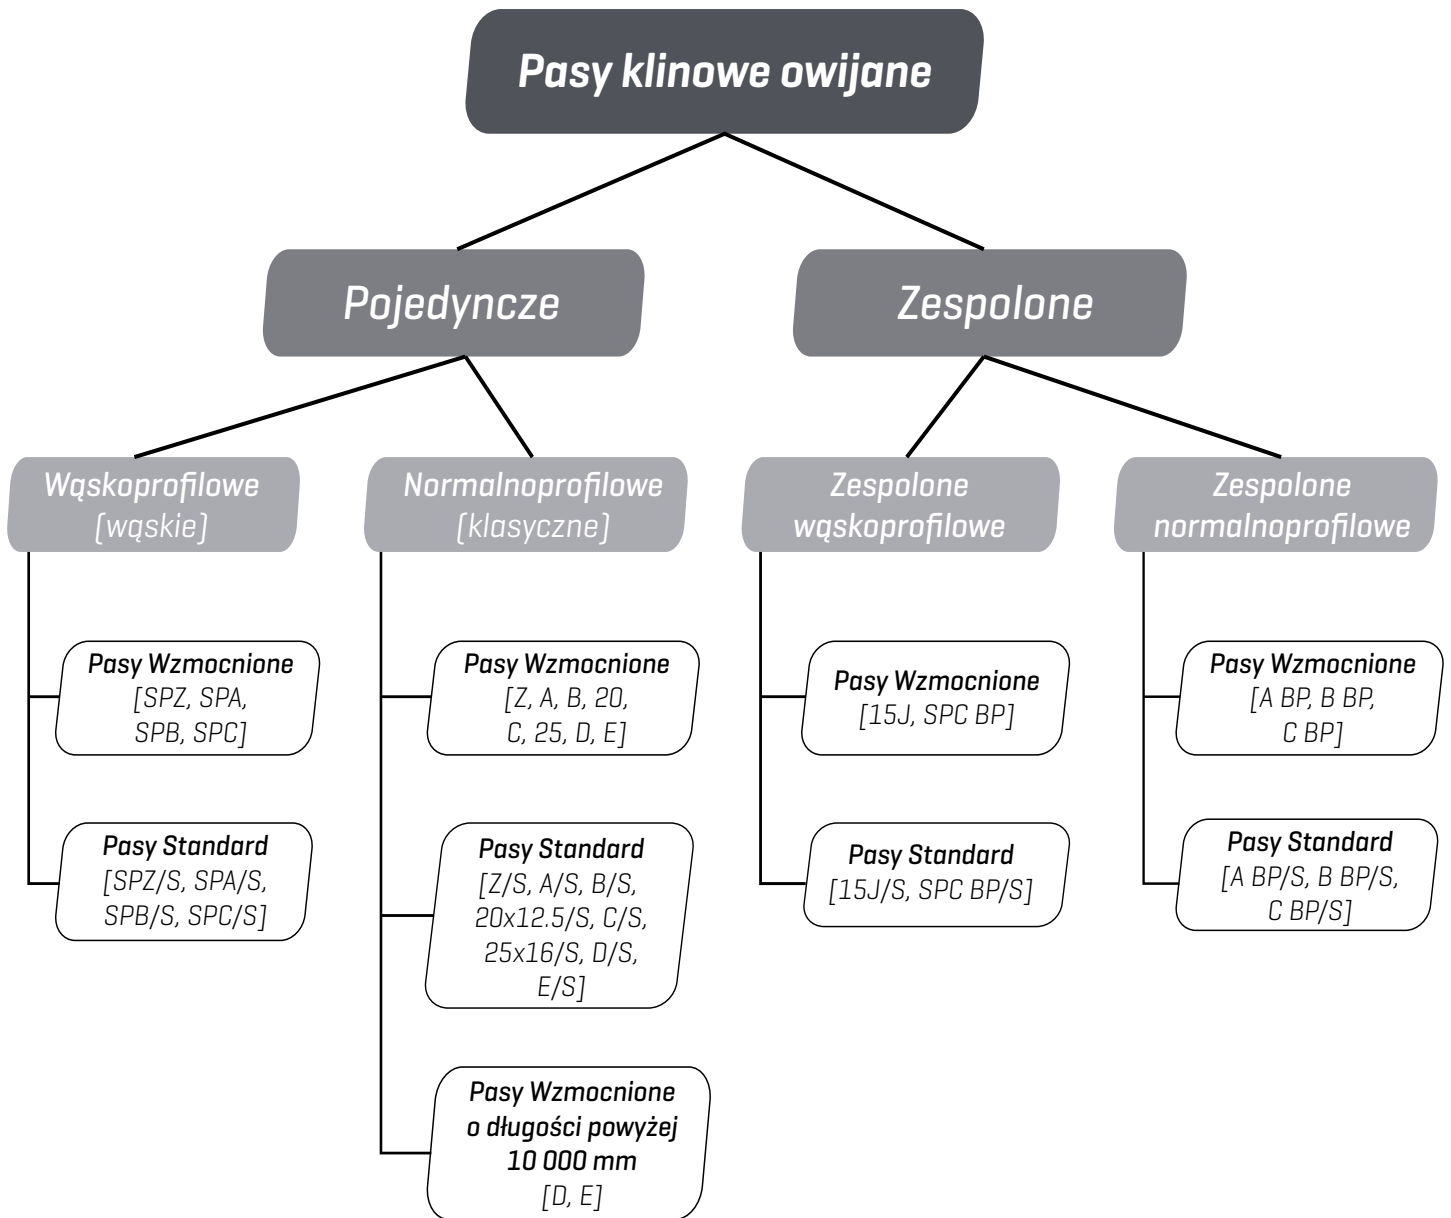 Pasy klinowe owijane
Pojedyncze
Zespolone
Wąskoprofilowe
(wąskie)
Normalnoprofilowe
(klasyczne)
Zespolone
wąskoprofilowe
Zespolone
normalnoprofilowe
Pasy Wzmocnione
[SPZ, SPA,
SPB, SPC]
Pasy Standard
[SPZ/S, SPA/S,
SPB/S, SPC/S]
Pasy Wzmocnione
[Z, A, B, 20,
C, 25, D, E]
Pasy Standard
[Z/S, A/S, B/S,
20x12.5/S, C/S,
25x16/S, D/S,
E/S]
Pasy Wzmocnione
o długości powyżej
10 000 mm
[D, E]
Pasy Wzmocnione
[15J, SPC BP]
Pasy Standard
[15J/S, SPC BP/S]
Pasy Wzmocnione
[A BP, B BP,
C BP]
Pasy Standard
[A BP/S, B BP/S,
C BP/S]